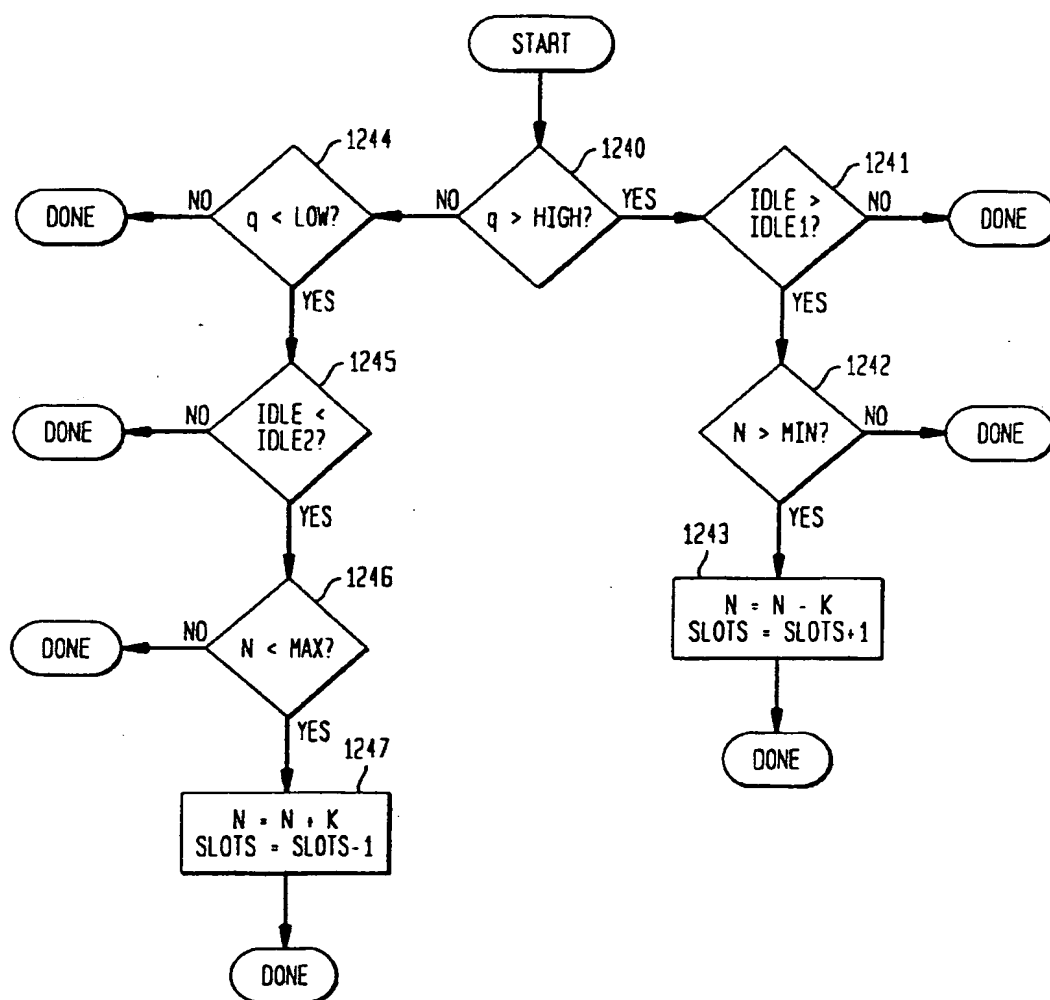 START
1244
1240
1241
NO
q < LOW?
NO
q > HIGH?
YES
IDLE >
IDLE1?
NO
DONE
DONE
YES
YES
1245
1242
NO
IDLE <
IDLE2?
DONE
N > MIN?
NO
DONE
YES
YES
1243
1246
N = N - K
SLOTS = SLOTS+1
NO
DONE
N < MAX?
YES
1247
DONE
N = N + K
SLOTS = SLOTS-1
DONE